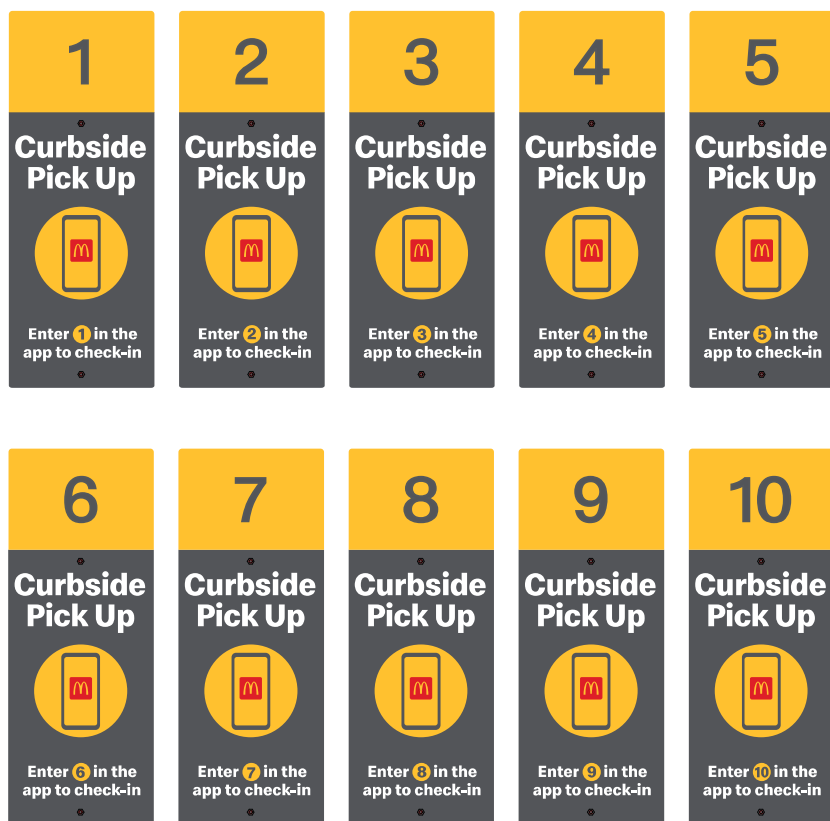 1
Curbside
Pick Up
Enter 1 in the
app to check-in
2
Curbside
Pick Up
Enter 2 in the
app to check-in
3
Curbside
Pick Up
Enter 3 in the
app to check-in
4
Curbside
Pick Up
Enter 4 in the
app to check-in
5
Curbside
Pick Up
Enter 5 in the
app to check-in
6
Curbside
Pick Up
Enter 6 in the
app to check-in
7
Curbside
Pick Up
Enter 7 in the
app to check-in
8
Curbside
Pick Up
Enter 8 in the
app to check-in
9
Curbside
Pick Up
Enter 9 in the
app to check-in
10
Curbside
Pick Up
Enter 10 in the
app to check-in